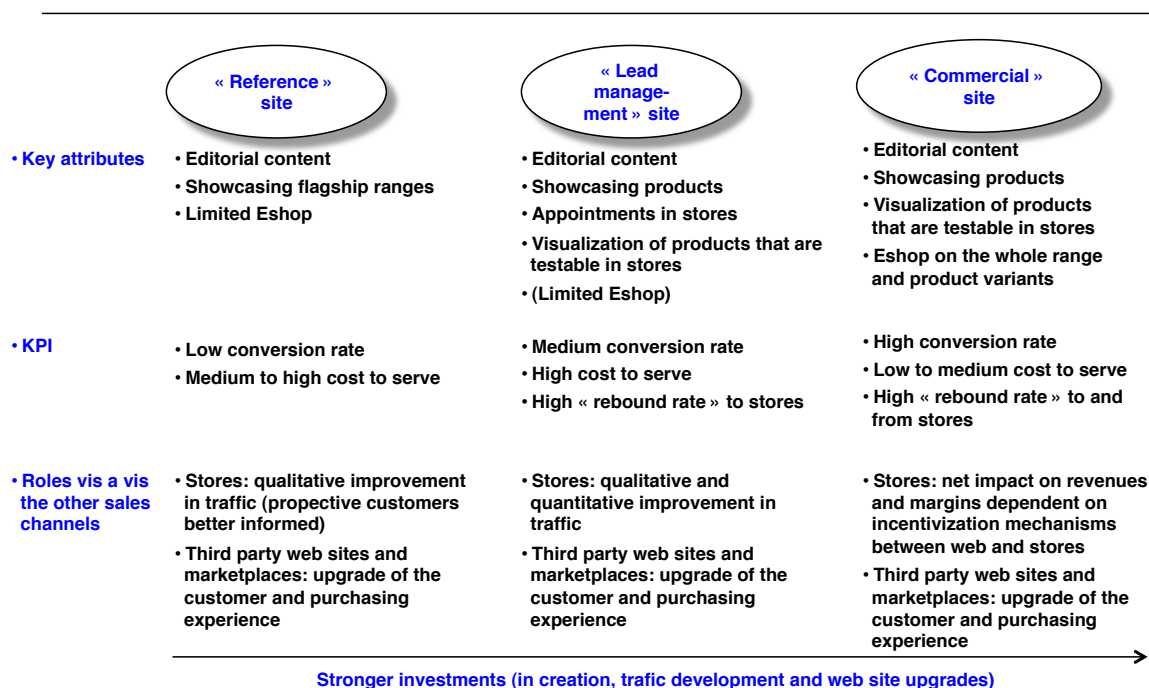 « Reference »
site
« Lead
manage-
ment » site
« Commercial »
site
• Key attributes
• Editorial content
• Showcasing flagship ranges
• Limited Eshop
• Editorial content
• Showcasing products
• Appointments in stores
• Visualization of products that are
testable in stores
• (Limited Eshop)
• Editorial content
• Showcasing products
• Visualization of products
that are testable in stores
• Eshop on the whole range
and product variants
• KPI
• Low conversion rate
• Medium to high cost to serve
• Medium conversion rate
• High cost to serve
• High « rebound rate » to stores
• High conversion rate
• Low to medium cost to serve
• High « rebound rate » to and
from stores
• Roles vis a vis
the other sales
channels
• Stores: qualitative improvement
in traffic (propective customers
better informed)
• Third party web sites and
marketplaces: upgrade of the
customer and purchasing
experience
• Stores: qualitative and
quantitative improvement in
traffic
• Third party web sites and
marketplaces: upgrade of the
customer and purchasing
experience
• Stores: net impact on revenues
and margins dependent on
incentivization mechanisms
between web and stores
• Third party web sites and
marketplaces: upgrade of the
customer and purchasing
experience
Stronger investments (in creation, trafic development and web site upgrades)